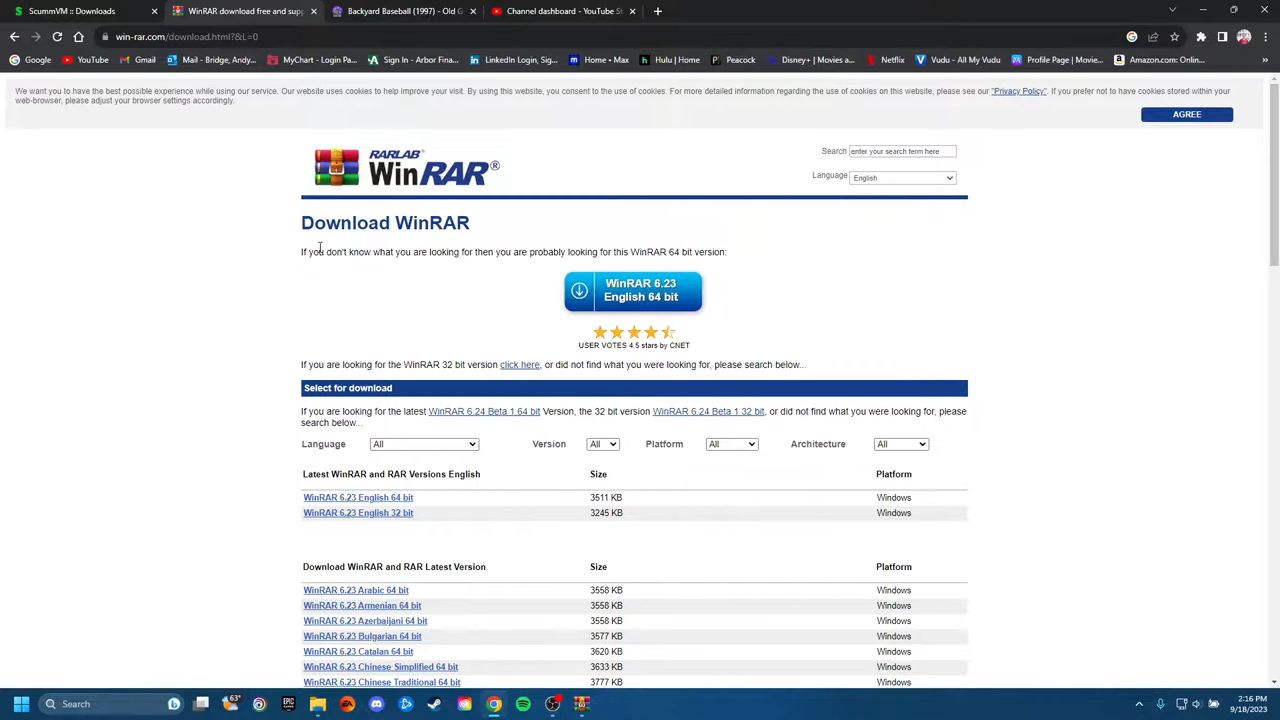 ScummVM :: Downloads
WinRAR free and sup
Backyard Baseball (1997) - Old G
Channel dashboard - YouTube St
win-rar.com/download.html?&L=0
Google
YouTube
Gmail
Mail - Bridge, Andy...
MyChart - Login Pa...
Sign In - Arbor Fina...
LinkedIn Login, Sig...
Home • Max
Hulu | Home
Peacock
Disney+ | Movies a...
Netflix
Vudu - All My Vudu
Profile Page | Movie...
Amazon.com: Onlin...
We want you to have the best possible experience while using our service. Our website uses cookies to help improve your visit. By using this website, you consent to the use of cookies. For more detailed information regarding the use of cookies on this website, please see our "Privacy Policy". If you prefer not to have cookies stored within your
web-browser, please adjust your browser settings accordingly.
AGREE
RARLAB®
WinRAR®
Search enter your search term here
Language English
Download WinRAR
If you don't know what you are looking for then you are probably looking for this WinRAR 64 bit version:
WinRAR 6.23
English 64 bit
USER VOTES 4.5 stars by CNET
If you are looking for the WinRAR 32 bit version click here, or did not find what you were looking for, please search below...
Select for download
If you are looking for the latest WinRAR 6.24 Beta 1 64 bit Version, the 32 bit version WinRAR 6.24 Beta 1 32 bit, or did not find what you were looking for, please
search below...
Language All Version All Platform All Architecture All
Latest WinRAR and RAR Versions English Size Platform
WinRAR 6.23 English 64 bit 3511 KB Windows
WinRAR 6.23 English 32 bit 3245 KB Windows
Download WinRAR and RAR Latest Version Size Platform
WinRAR 6.23 Arabic 64 bit 3558 KB Windows
WinRAR 6.23 Armenian 64 bit 3558 KB Windows
WinRAR 6.23 Azerbaijani 64 bit 3558 KB Windows
WinRAR 6.23 Bulgarian 64 bit 3577 KB Windows
WinRAR 6.23 Catalan 64 bit 3620 KB Windows
WinRAR 6.23 Chinese Simplified 64 bit 3633 KB Windows
WinRAR 6.23 Chinese Traditional 64 bit 3777 KB Windows
Search
63°
EPIC
2:16 PM
9/18/2023